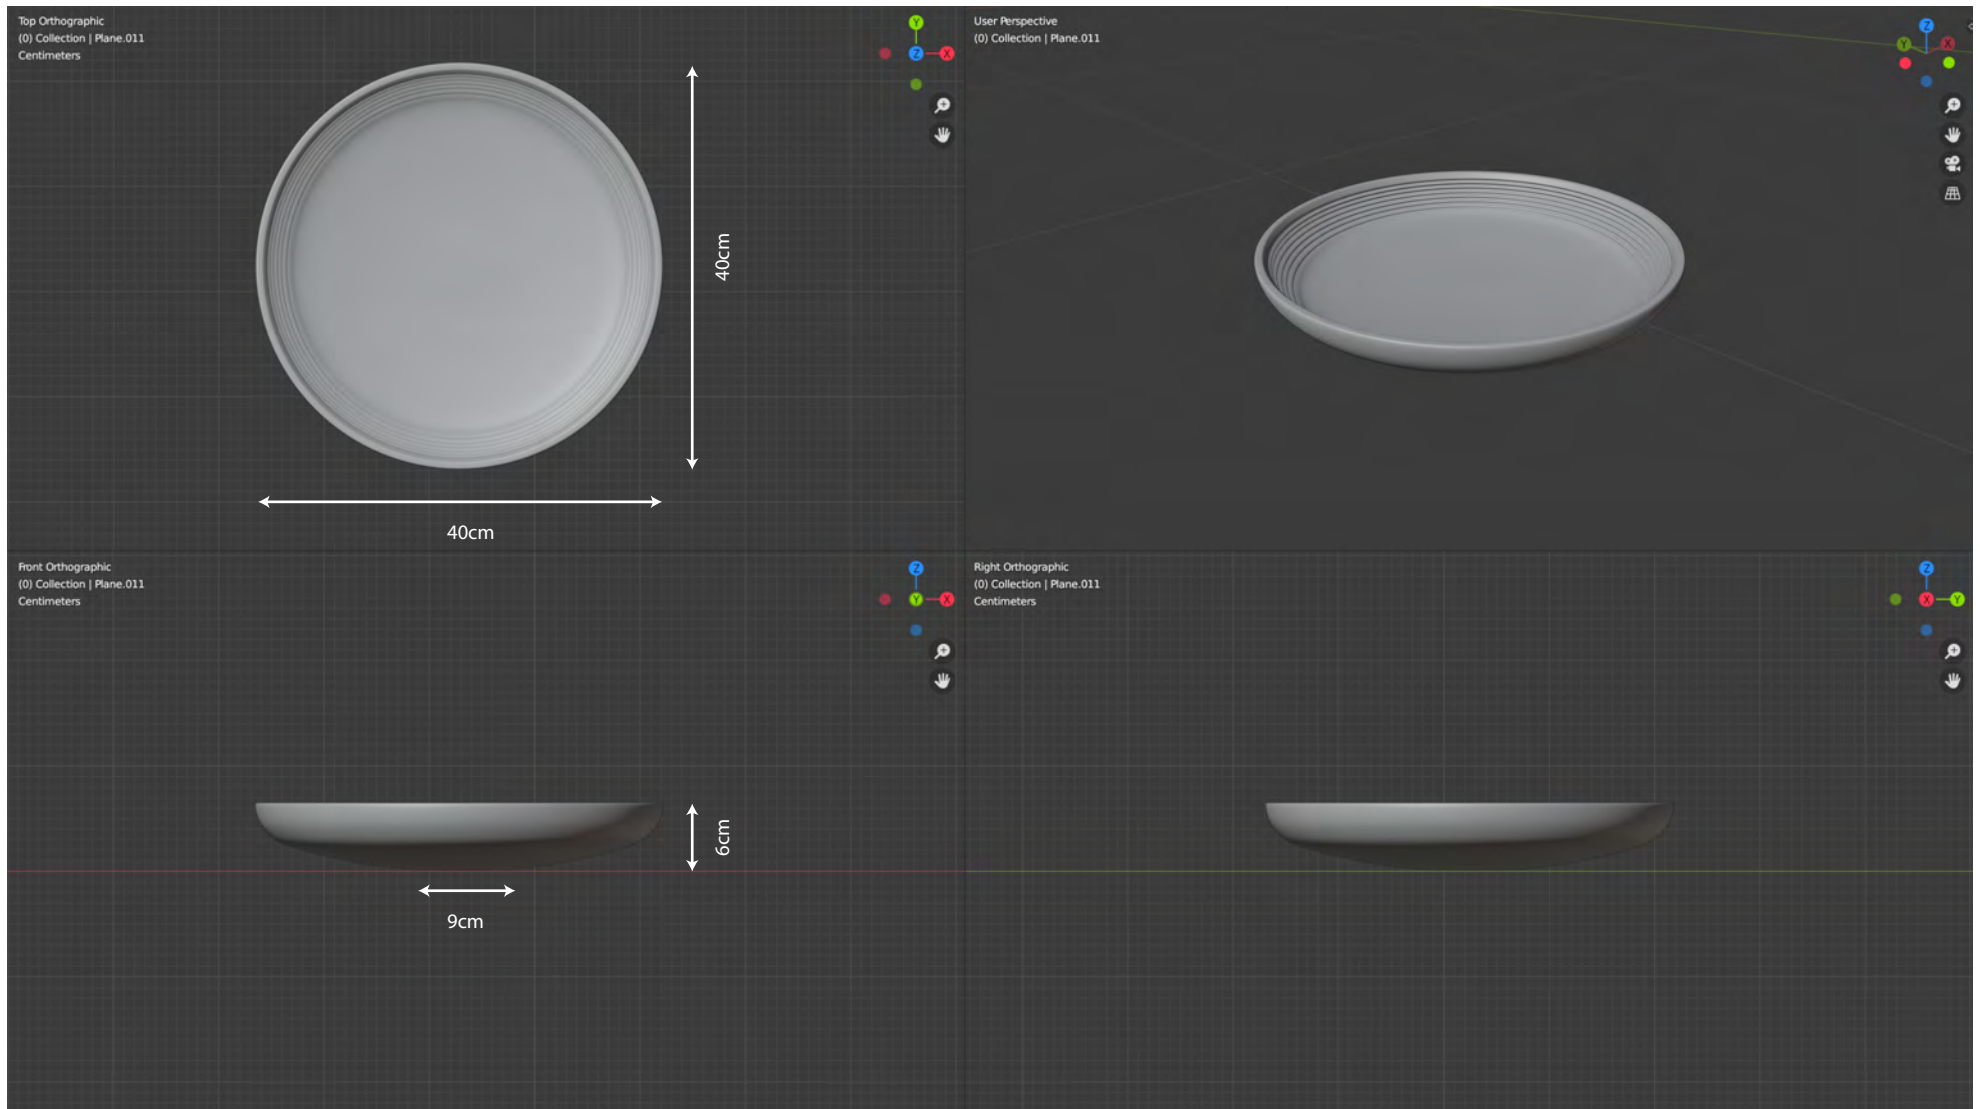 Top Orthographic
(0) Collection | Plane.011
Centimeters
Y
Z
X
40cm
40cm
User Perspective
(0) Collection | Plane.011
Z
Y
X
Front Orthographic
(0) Collection | Plane.011
Centimeters
Z
Y
X
6cm
9cm
Right Orthographic
(0) Collection | Plane.011
Centimeters
Z
X
Y